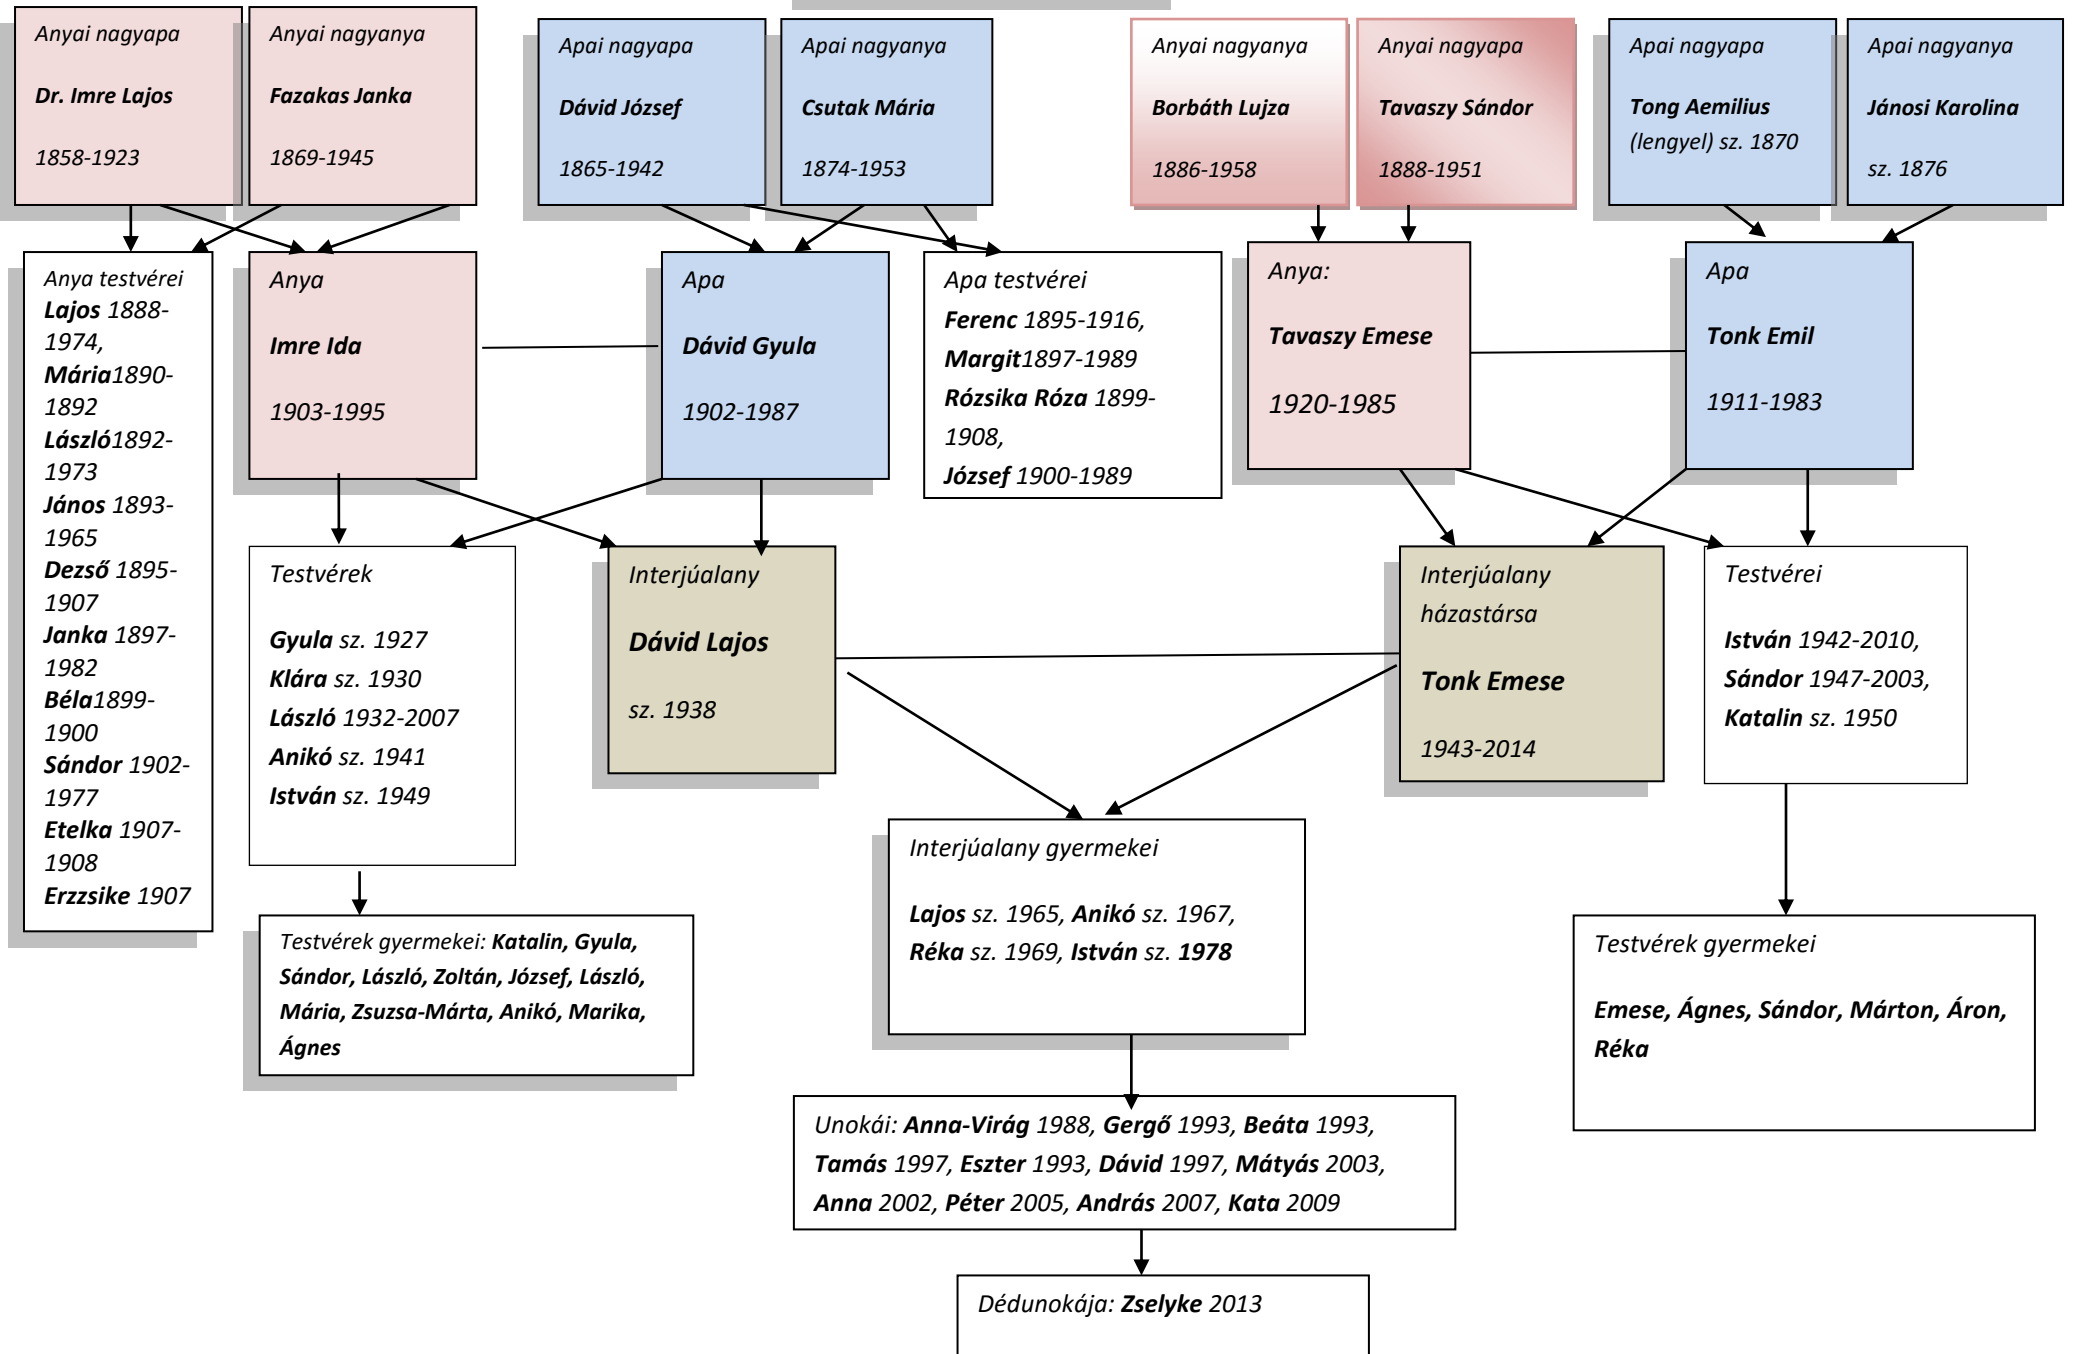 Anyai nagyapa
Dr. Imre Lajos
1858-1923
Anyai nagyanya
Fazakas Janka
1869-1945
Apai nagyapa
Dávid József
1865-1942
Apai nagyanya
Csutak Mária
1874-1953
Anyai nagyanya
Borbáth Lujza
1886-1958
Anyai nagyapa
Tavaszy Sándor
1888-1951
Apai nagyapa
Tong Aemilius
(lengyel) sz. 1870
Apai nagyanya
Jánosi Karolina
sz. 1876
Anya testvérei
Lajos 1888-
1974,
Mária1890-
1892
László1892-
1973
János 1893-
1965
Dezső 1895-
1907
Janka 1897-
1982
Béla1899-
1900
Sándor 1902-
1977
Etelka 1907-
1908
Erzzsike 1907
Anya
Imre Ida
1903-1995
Apa
Dávid Gyula
1902-1987
Apa testvérei
Ferenc 1895-1916,
Margit1897-1989
Rózsika Róza 1899-
1908,
József 1900-1989
Anya:
Tavaszy Emese
1920-1985
Apa
Tonk Emil
1911-1983
Testvérek
Gyula sz. 1927
Klára sz. 1930
László 1932-2007
Anikó sz. 1941
István sz. 1949
Interjúalany
Dávid Lajos
sz. 1938
Interjúalany
házastársa
Tonk Emese
1943-2014
Testvérei
István 1942-2010,
Sándor 1947-2003,
Katalin sz. 1950
Interjúalany gyermekei
Lajos sz. 1965, Anikó sz. 1967,
Réka sz. 1969, István sz. 1978
Testvérek gyermekei: Katalin, Gyula,
Sándor, László, Zoltán, József, László,
Mária, Zsuzsa-Márta, Anikó, Marika,
Ágnes
Testvérek gyermekei
Emese, Ágnes, Sándor, Márton, Áron,
Réka
Unokái: Anna-Virág 1988, Gergő 1993, Beáta 1993,
Tamás 1997, Eszter 1993, Dávid 1997, Mátyás 2003,
Anna 2002, Péter 2005, András 2007, Kata 2009
Dédunokája: Zselyke 2013